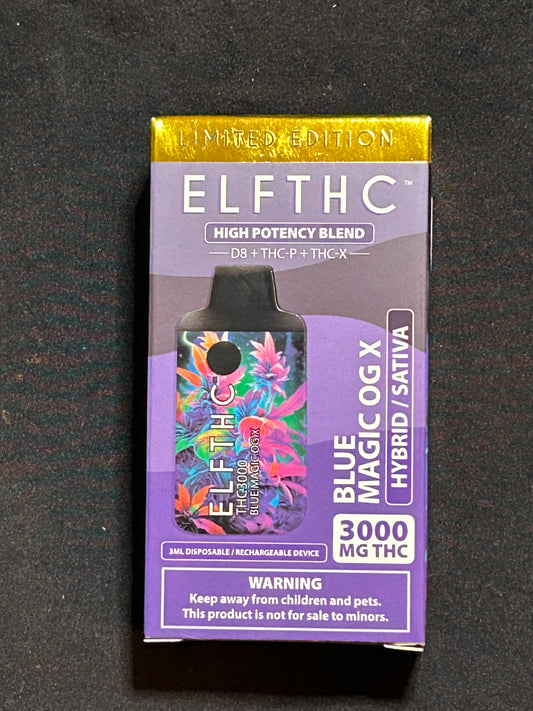 LIMITED EDITION
ELFTHC™
HIGH POTENCY BLEND
D8 + THC-P + THC-X
ELFTHC
THC3000
BLUE MAGIC OG X
BLUE
MAGIC OG X
HYBRID / SATIVA
3000
MG THC
3ML DISPOSABLE / RECHARGEABLE DEVICE
WARNING
Keep away from children and pets.
This product is not for sale to minors.